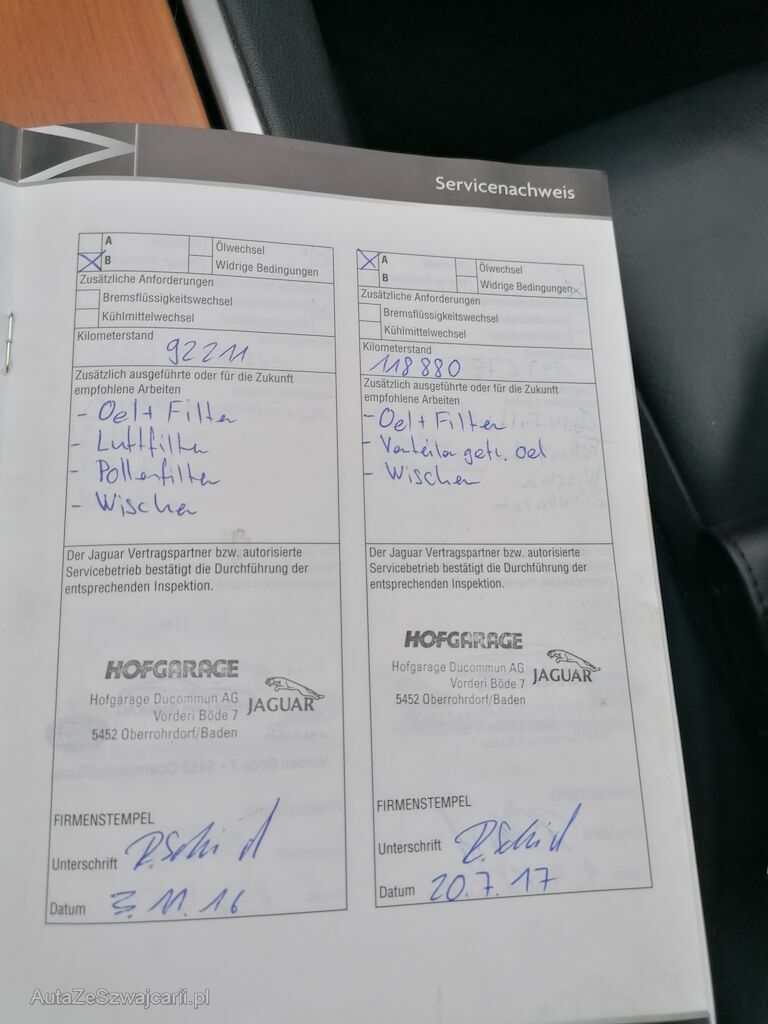 Servicenachweis
A
B
Ölwechsel
Widrige Bedingungen
Zusätzliche Anforderungen
Bremsflüssigkeitswechsel
Kühlmittelwechsel
Kilometerstand
92211
Zusätzlich ausgeführte oder für die Zukunft
empfohlene Arbeiten
- Oel + Filter
- Luftfilter
- Pollenfilter
- Wischer
Der Jaguar Vertragspartner bzw. autorisierte
Servicebetrieb bestätigt die Durchführung der
entsprechenden Inspektion.
HOFGARAGE
Hofgarage Ducommun AG
Vorderi Böde 7
5452 Oberrohrdorf/Baden
JAGUAR
FIRMENSTEMPEL
Unterschrift
Datum 3.11.16
A
B
Ölwechsel
Widrige Bedingungen
Zusätzliche Anforderungen
Bremsflüssigkeitswechsel
Kühlmittelwechsel
Kilometerstand
118880
Zusätzlich ausgeführte oder für die Zukunft
empfohlene Arbeiten
- Oel + Filter
- Verteiler getr. oel
- Wischer
Der Jaguar Vertragspartner bzw. autorisierte
Servicebetrieb bestätigt die Durchführung der
entsprechenden Inspektion.
HOFGARAGE
Hofgarage Ducommun AG
Vorderi Böde 7
5452 Oberrohrdorf/Baden
JAGUAR
FIRMENSTEMPEL
Unterschrift
Datum 20.7.17
AutaZeSzwajcarii.pl